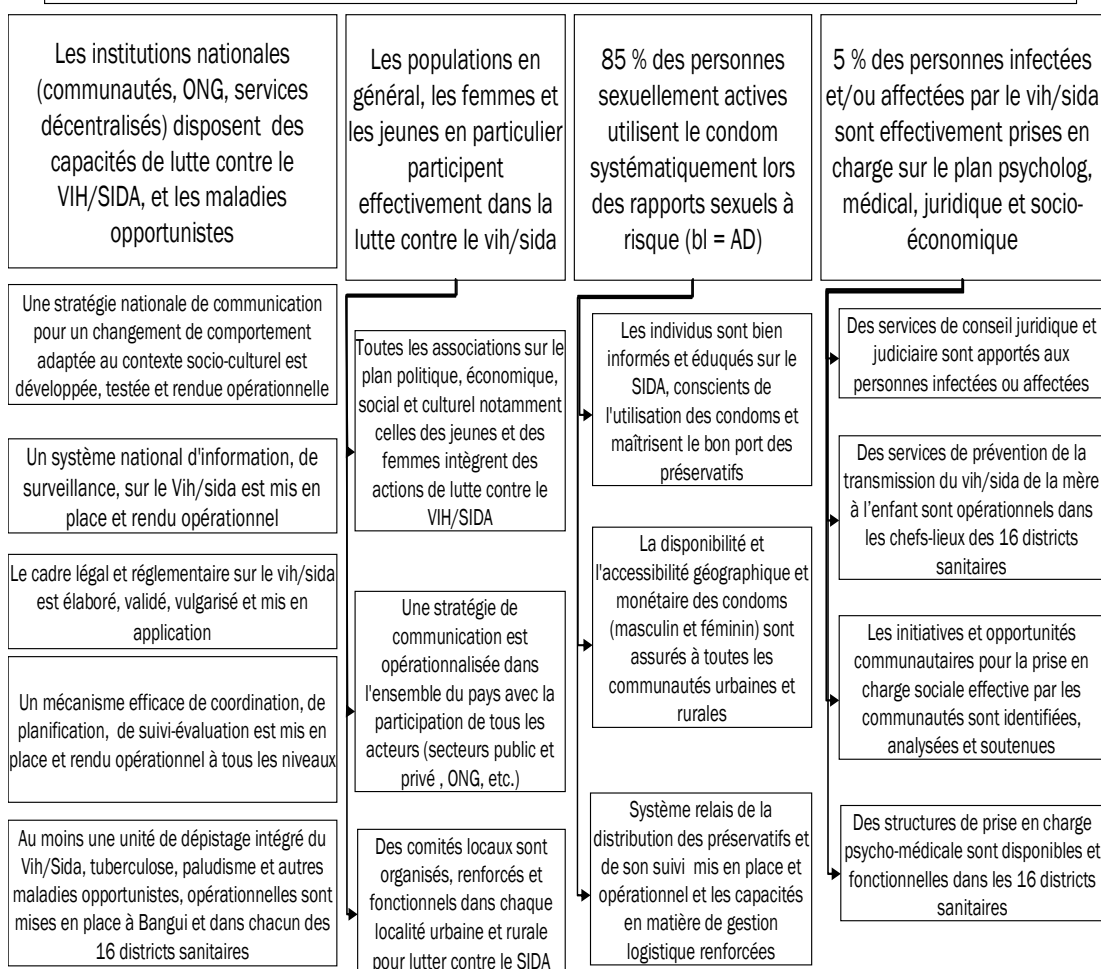 Les institutions nationales
(communautés, ONG, services
décentralisés) disposent des
capacités de lutte contre le
VIH/SIDA, et les maladies
opportunistes
Une stratégie nationale de communication
pour un changement de comportement
adaptée au contexte socio-culturel est
développée, testée et rendue opérationnelle
Un système national d'information, de
surveillance, sur le Vih/sida est mis en
place et rendu opérationnel
Le cadre légal et réglementaire sur le vih/sida
est élaboré, validé, vulgarisé et mis en
application
Un mécanisme efficace de coordination, de
planification, de suivi-évaluation est mis en
place et rendu opérationnel à tous les niveaux
Au moins une unité de dépistage intégré du
Vih/Sida, tuberculose, paludisme et autres
maladies opportunistes, opérationnelles sont
mises en place à Bangui et dans chacun des
16 districts sanitaires
Les populations en
général, les femmes et
les jeunes en particulier
participent
effectivement dans la
lutte contre le vih/sida
Toutes les associations sur le
plan politique, économique,
social et culturel notamment
celles des jeunes et des
femmes intègrent des
actions de lutte contre le
VIH/SIDA
Une stratégie de
communication est
opérationnalisée dans
l'ensemble du pays avec la
participation de tous les
acteurs (secteurs public et
privé , ONG, etc.)
Des comités locaux sont
organisés, renforcés et
fonctionnels dans chaque
localité urbaine et rurale
pour lutter contre le SIDA
85 % des personnes
sexuellement actives
utilisent le condom
systématiquement lors
des rapports sexuels à
risque (bl = AD)
Les individus sont bien
informés et éduqués sur le
SIDA, conscients de
l'utilisation des condoms et
maîtrisent le bon port des
préservatifs
La disponibilité et
l'accessibilité géographique et
monétaire des condoms
(masculin et féminin) sont
assurés à toutes les
communautés urbaines et
rurales
Système relais de la
distribution des préservatifs et
de son suivi mis en place et
opérationnel et les capacités
en matière de gestion
logistique renforcées
5 % des personnes infectées
et/ou affectées par le vih/sida
sont effectivement prises en
charge sur le plan psycholog,
médical, juridique et socio-
économique
Des services de conseil juridique et
judiciaire sont apportés aux
personnes infectées ou affectées
Des services de prévention de la
transmission du vih/sida de la mère
à l'enfant sont opérationnels dans
les chefs-lieux des 16 districts
sanitaires
Les initiatives et opportunités
communautaires pour la prise en
charge sociale effective par les
communautés sont identifiées,
analysées et soutenues
Des structures de prise en charge
psycho-médicale sont disponibles et
fonctionnelles dans les 16 districts
sanitaires